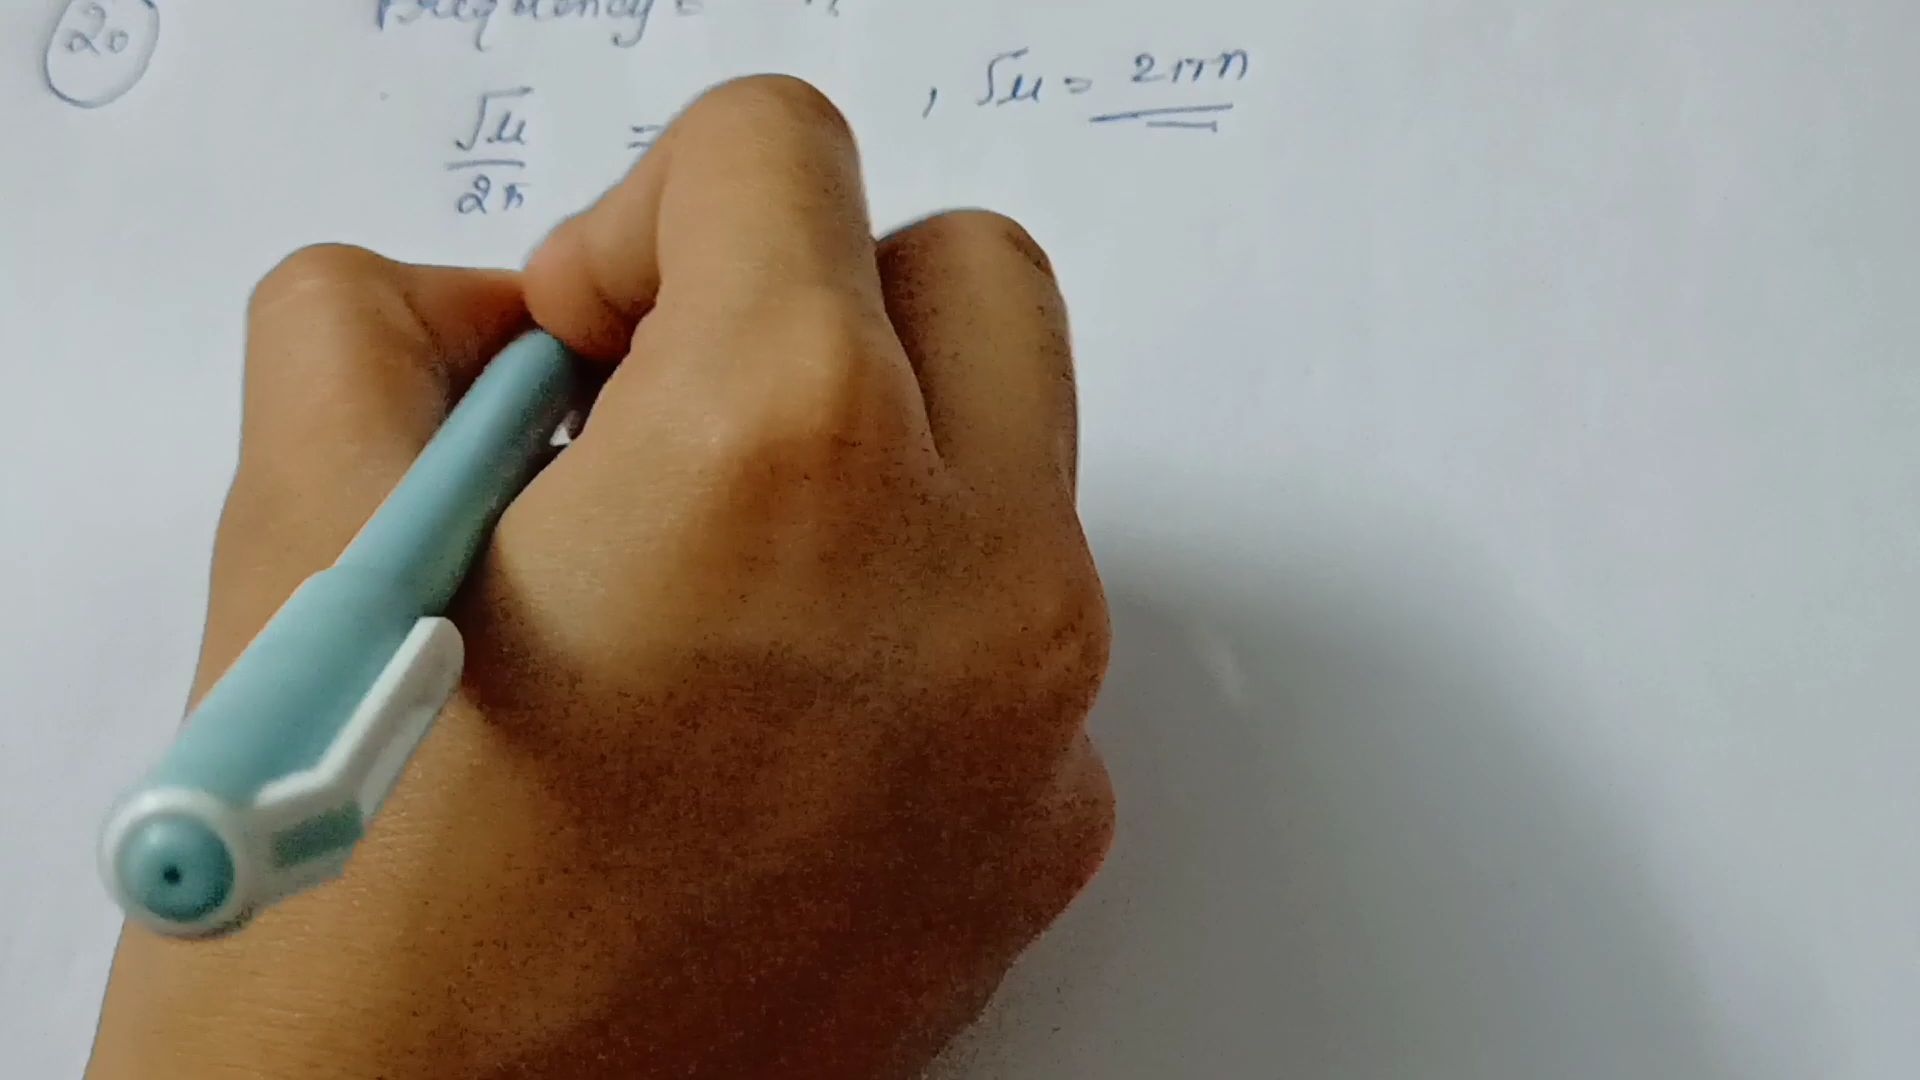 20 Frequency = n
√μ/2π = , √μ = 2πn